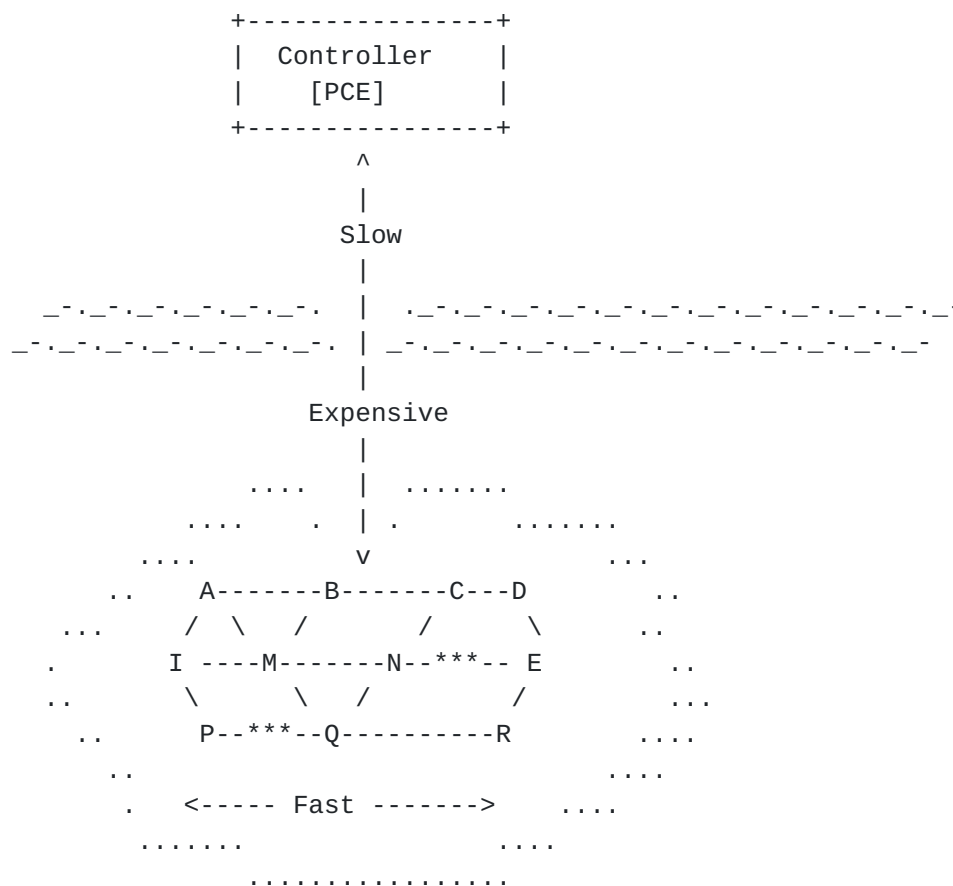 +----------------+
|  Controller    |
|    [PCE]       |
+----------------+
^
|
Slow
|
_-._-._-._-._-._-.  |  ._-._-._-._-._-._-._-._-._-._-._-._-
_-._-._-._-._-._-._-. | _-._-._-._-._-._-._-._-._-._-._-_-
|
Expensive
|
....   |  .......
....    .  | .       .......
....          v               ...
..    A-------B-------C---D        ..
...     /  \   /       /      \      ..
.       I ----M-------N--***-- E        ..
..       \      \   /         /         ...
..      P--***--Q----------R        ....
..                              ....
.   <----- Fast ------->    ....
.......                ....
.................